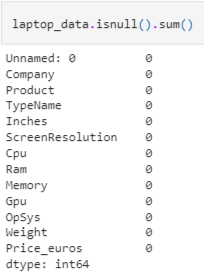 laptop_data.isnull().sum()
Unnamed: 0 0
Company 0
Product 0
TypeName 0
Inches 0
ScreenResolution 0
Cpu 0
Ram 0
Memory 0
Gpu 0
OpSys 0
Weight 0
Price_euros 0
dtype: int64